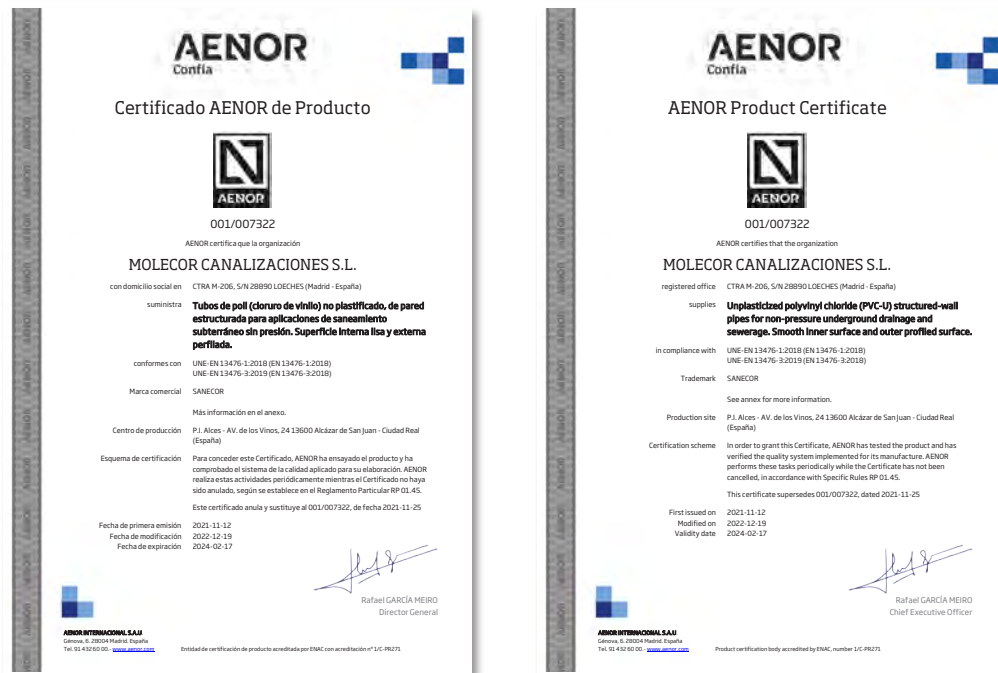 AENOR
Confía
Certificado AENOR de Producto
AENOR
001/007322
AENOR certifica que la organización
MOLECOR CANALIZACIONES S.L.
con domicilio social en CTRA M-206, S/N 28890 LOECHES (Madrid - España)
suministra Tubos de poli (cloruro de vinilo) no plastificado, de pared
estructurada para aplicaciones de saneamiento
subterráneo sin presión. Superficie interna lisa y externa
perfilada.
conformes con UNE-EN 13476-1:2018 (EN 13476-1:2018)
UNE-EN 13476-3:2019 (EN 13476-3:2018)
Marca comercial SANECOR
Más información en el anexo.
Centro de producción P.I. Alces - AV. de los Vinos, 24 13600 Alcázar de San Juan - Ciudad Real
(España)
Esquema de certificación Para conceder este Certificado, AENOR ha ensayado el producto y ha
comprobado el sistema de la calidad aplicado para su elaboración. AENOR
realiza estas actividades periódicamente mientras el Certificado no haya
sido anulado, según se establece en el Reglamento Particular RP 01.45.
Este certificado anula y sustituye al 001/007322, de fecha 2021-11-25
Fecha de primera emisión 2021-11-12
Fecha de modificación 2022-12-19
Fecha de expiración 2024-02-17
Rafael GARCÍA MEIRO
Director General
AENOR INTERNACIONAL S.A.U
Génova, 6. 28004 Madrid. España
Tel. 91 432 60 00.- www.aenor.com Entidad de certificación de producto acreditada por ENAC con acreditación nº 1/C-PR271
AENOR
Confía
AENOR Product Certificate
AENOR
001/007322
AENOR certifies that the organization
MOLECOR CANALIZACIONES S.L.
registered office CTRA M-206, S/N 28890 LOECHES (Madrid - España)
supplies Unplasticized polyvinyl chloride (PVC-U) structured-wall
pipes for non-pressure underground drainage and
sewerage. Smooth inner surface and outer profiled surface.
in compliance with UNE-EN 13476-1:2018 (EN 13476-1:2018)
UNE-EN 13476-3:2019 (EN 13476-3:2018)
Trademark SANECOR
See annex for more information.
Production site P.I. Alces - AV. de los Vinos, 24 13600 Alcázar de San Juan - Ciudad Real
(España)
Certification scheme In order to grant this Certificate, AENOR has tested the product and has
verified the quality system implemented for its manufacture. AENOR
performs these tasks periodically while the Certificate has not been
cancelled, in accordance with Specific Rules RP 01.45.
This certificate supersedes 001/007322, dated 2021-11-25
First issued on 2021-11-12
Modified on 2022-12-19
Validity date 2024-02-17
Rafael GARCÍA MEIRO
Chief Executive Officer
AENOR INTERNACIONAL S.A.U
Génova, 6. 28004 Madrid. España
Tel. 91 432 60 00.- www.aenor.com Product certification body accredited by ENAC, number 1/C-PR271